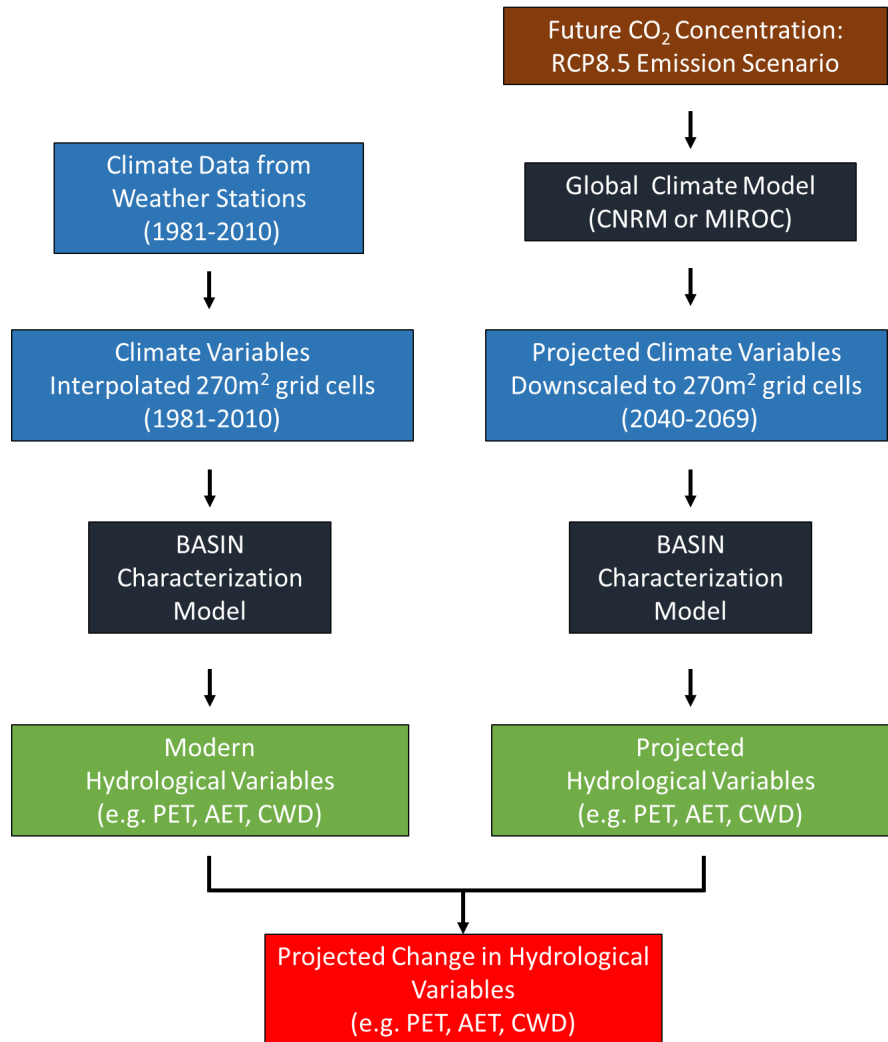 Future CO₂ Concentration:
RCP8.5 Emission Scenario
Climate Data from
Weather Stations
(1981-2010)
Global Climate Model
(CNRM or MIROC)
Climate Variables
Interpolated 270m² grid cells
(1981-2010)
Projected Climate Variables
Downscaled to 270m² grid cells
(2040-2069)
BASIN
Characterization
Model
BASIN
Characterization
Model
Modern
Hydrological Variables
(e.g. PET, AET, CWD)
Projected
Hydrological Variables
(e.g. PET, AET, CWD)
Projected Change in Hydrological
Variables
(e.g. PET, AET, CWD)